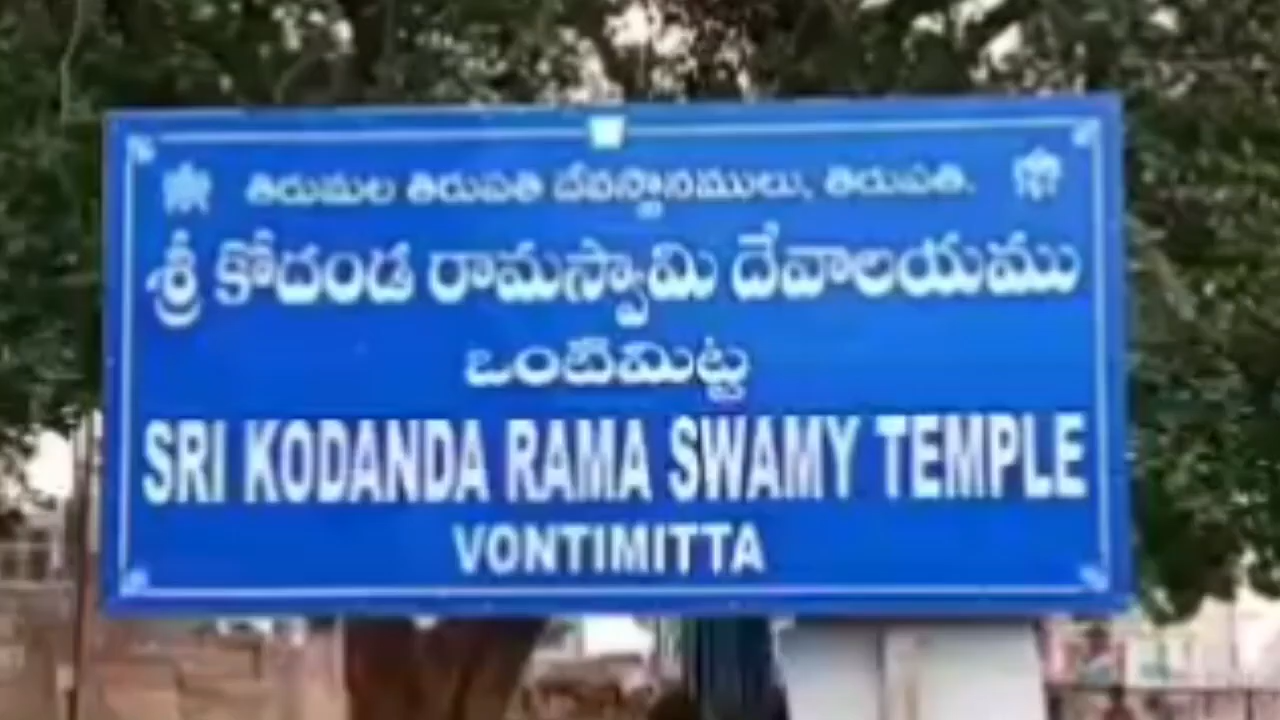 తిరుమల తిరుపతి దేవస్థానములు, తిరుపతి.
శ్రీ కోదండ రామస్వామి దేవాలయము
ఒంటిమిట్ట
SRI KODANDA RAMA SWAMY TEMPLE
VONTIMITTA